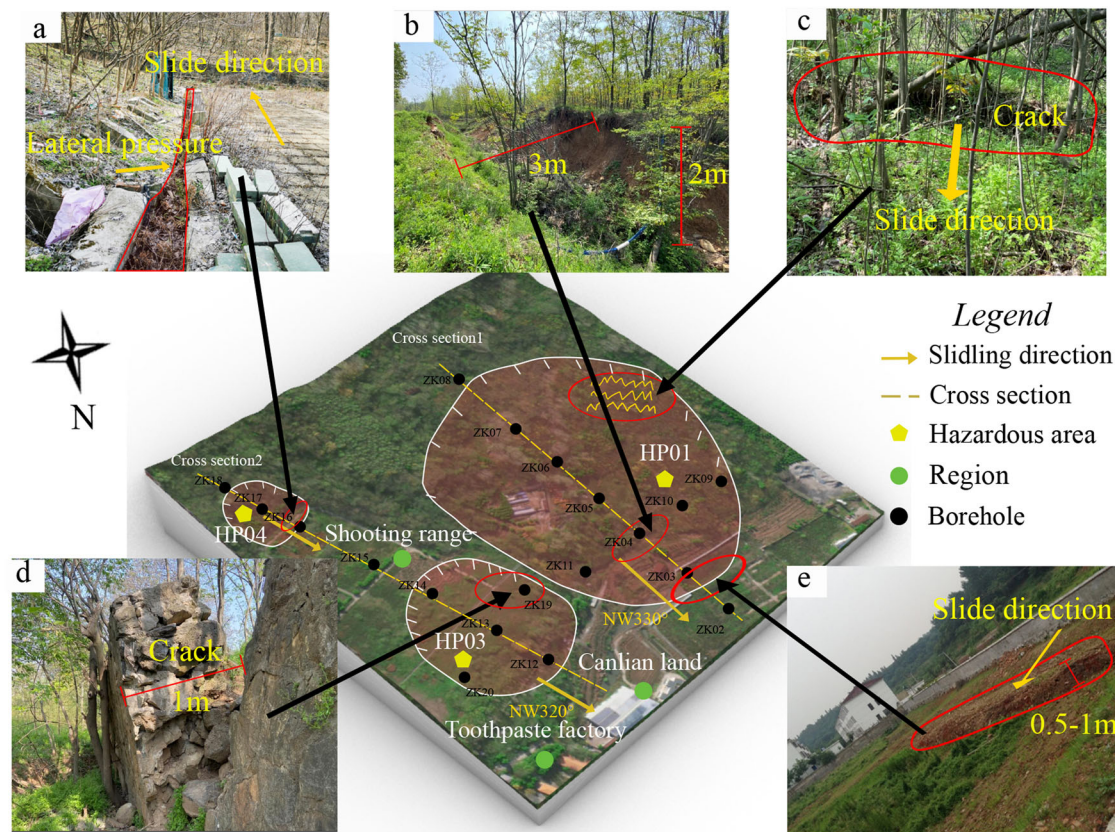 a
Slide direction
Lateral pressure
b
3m
2m
c
Crack
Slide direction
N
Legend
Slidling direction
Cross section
Hazardous area
Region
Borehole
Cross section1
ZK08
ZK07
ZK06
ZK05
HP01
ZK09
ZK10
ZK04
ZK03
ZK02
ZK11
NW330°
Cross section2
ZK18
ZK17
ZK16
HP04
Shooting range
ZK15
ZK14
ZK19
ZK13
HP03
ZK12
ZK20
NW320°
Canlian land
Toothpaste factory
d
Crack
1m
e
Slide direction
0.5-1m